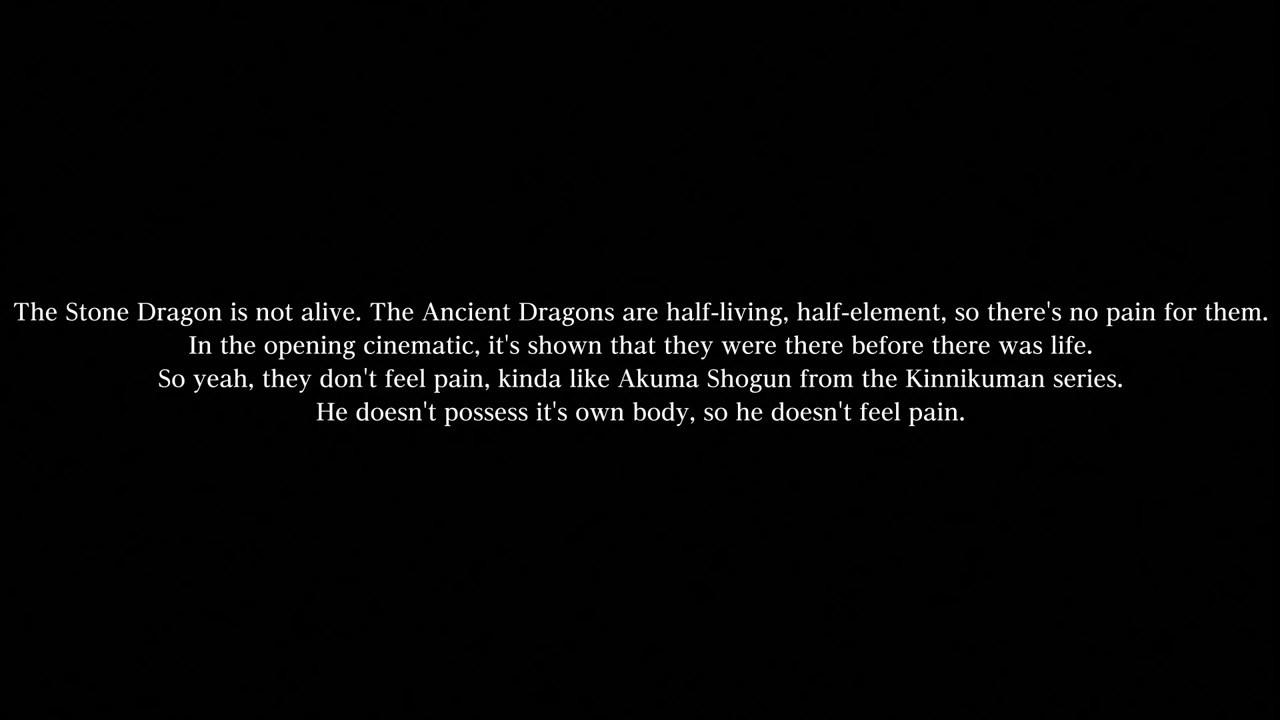 The Stone Dragon is not alive. The Ancient Dragons are half-living, half-element, so there's no pain for them.
In the opening cinematic, it's shown that they were there before there was life.
So yeah, they don't feel pain, kinda like Akuma Shogun from the Kinnikuman series.
He doesn't possess it's own body, so he doesn't feel pain.